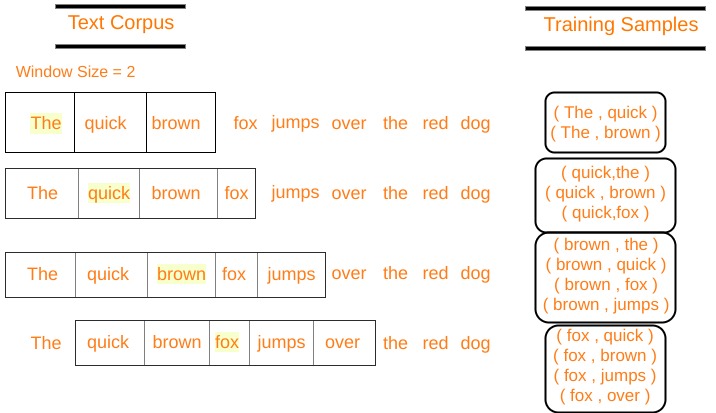 Text Corpus
Training Samples
Window Size = 2
The quick brown fox jumps over the red dog
( The , quick )
( The , brown )
The quick brown fox jumps over the red dog
( quick,the )
( quick , brown )
( quick,fox )
The quick brown fox jumps over the red dog
( brown , the )
( brown , quick )
( brown , fox )
( brown , jumps )
The quick brown fox jumps over the red dog
( fox , quick )
( fox , brown )
( fox , jumps )
( fox , over )